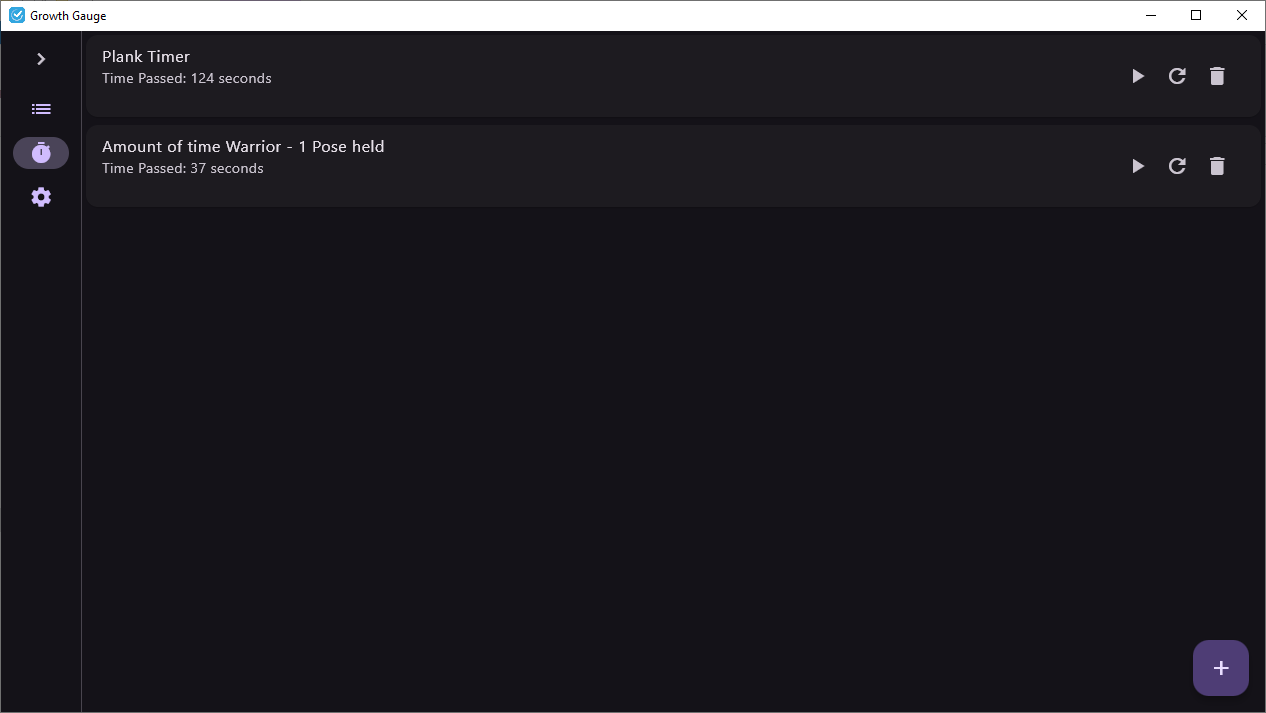 Growth Gauge
Plank Timer
Time Passed: 124 seconds
Amount of time Warrior - 1 Pose held
Time Passed: 37 seconds